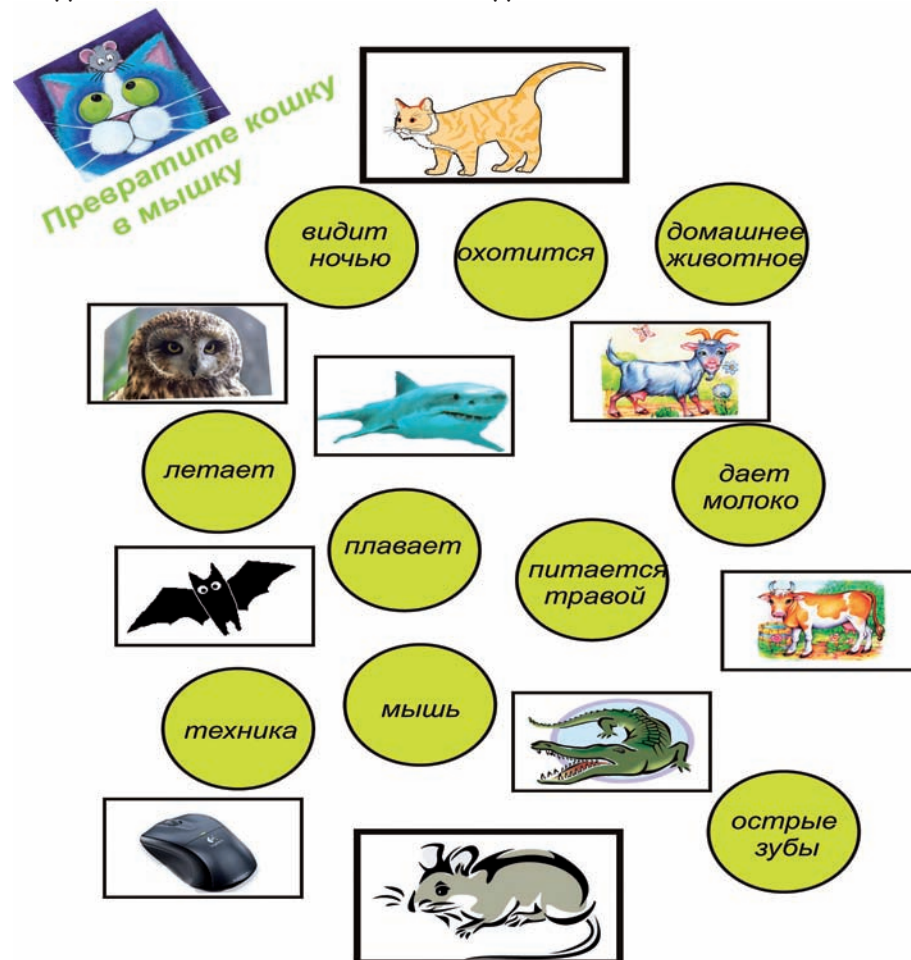 Превратите кошку
в мышку
видит
ночью
охотится
домашнее
животное
летает
дает
молоко
плавает
питается
травой
техника
мышь
острые
зубы